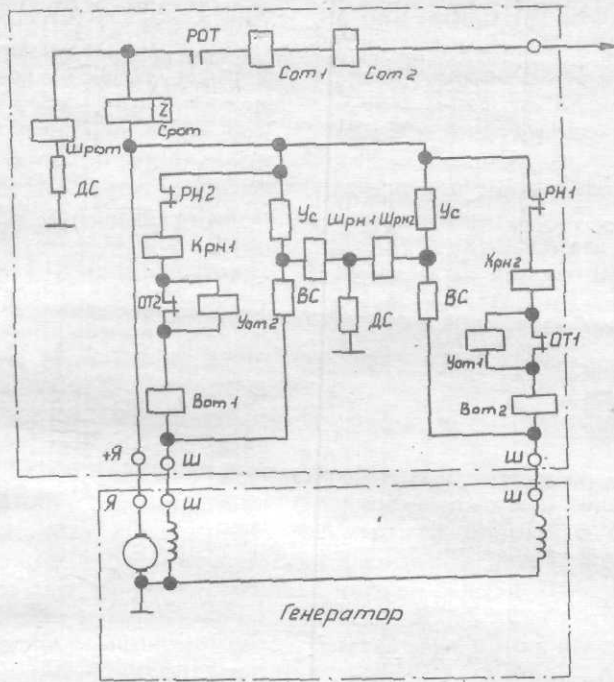 РОТ
Сот1
Сот2
Z
Срот
Шрот
ДС
РН2
Ус
Шрн1
Шрн2
Ус
РН1
Крн1
Крн2
ВС
ВС
ОТ2
ДС
Уот2
Уот1
ОТ1
Вот1
Вот2
+Я
Ш
Ш
Я
Ш
Ш
Генератор